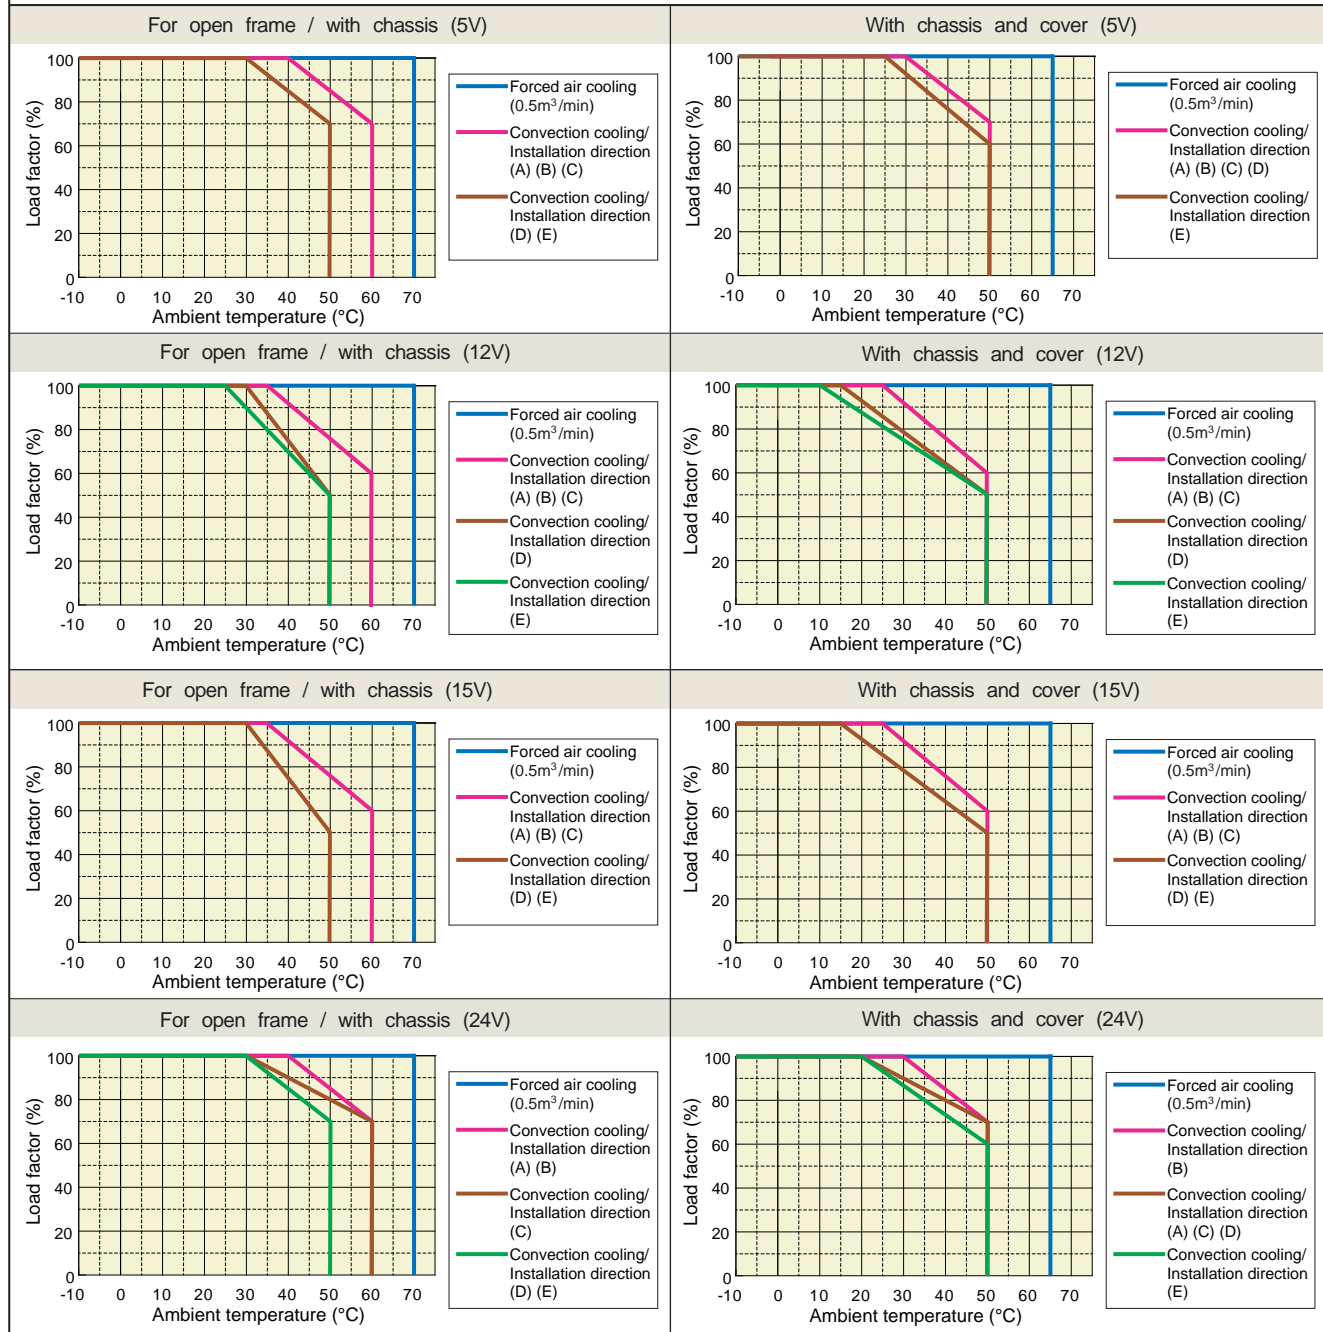 For open frame / with chassis (5V)
Load factor (%)
100
80
60
40
20
0
-10 0 10 20 30 40 50 60 70
Ambient temperature (°C)
Forced air cooling
(0.5m³/min)
Convection cooling/
Installation direction
(A) (B) (C)
Convection cooling/
Installation direction
(D) (E)
With chassis and cover (5V)
Load factor (%)
100
80
60
40
20
0
-10 0 10 20 30 40 50 60 70
Ambient temperature (°C)
Forced air cooling
(0.5m³/min)
Convection cooling/
Installation direction
(A) (B) (C) (D)
Convection cooling/
Installation direction
(E)
For open frame / with chassis (12V)
Load factor (%)
100
80
60
40
20
0
-10 0 10 20 30 40 50 60 70
Ambient temperature (°C)
Forced air cooling
(0.5m³/min)
Convection cooling/
Installation direction
(A) (B) (C)
Convection cooling/
Installation direction
(D)
Convection cooling/
Installation direction
(E)
With chassis and cover (12V)
Load factor (%)
100
80
60
40
20
0
-10 0 10 20 30 40 50 60 70
Ambient temperature (°C)
Forced air cooling
(0.5m³/min)
Convection cooling/
Installation direction
(A) (B) (C)
Convection cooling/
Installation direction
(D)
Convection cooling/
Installation direction
(E)
For open frame / with chassis (15V)
Load factor (%)
100
80
60
40
20
0
-10 0 10 20 30 40 50 60 70
Ambient temperature (°C)
Forced air cooling
(0.5m³/min)
Convection cooling/
Installation direction
(A) (B) (C)
Convection cooling/
Installation direction
(D) (E)
With chassis and cover (15V)
Load factor (%)
100
80
60
40
20
0
-10 0 10 20 30 40 50 60 70
Ambient temperature (°C)
Forced air cooling
(0.5m³/min)
Convection cooling/
Installation direction
(A) (B) (C)
Convection cooling/
Installation direction
(D) (E)
For open frame / with chassis (24V)
Load factor (%)
100
80
60
40
20
0
-10 0 10 20 30 40 50 60 70
Ambient temperature (°C)
Forced air cooling
(0.5m³/min)
Convection cooling/
Installation direction
(A) (B)
Convection cooling/
Installation direction
(C)
Convection cooling/
Installation direction
(D) (E)
With chassis and cover (24V)
Load factor (%)
100
80
60
40
20
0
-10 0 10 20 30 40 50 60 70
Ambient temperature (°C)
Forced air cooling
(0.5m³/min)
Convection cooling/
Installation direction
(B)
Convection cooling/
Installation direction
(A) (C) (D)
Convection cooling/
Installation direction
(E)